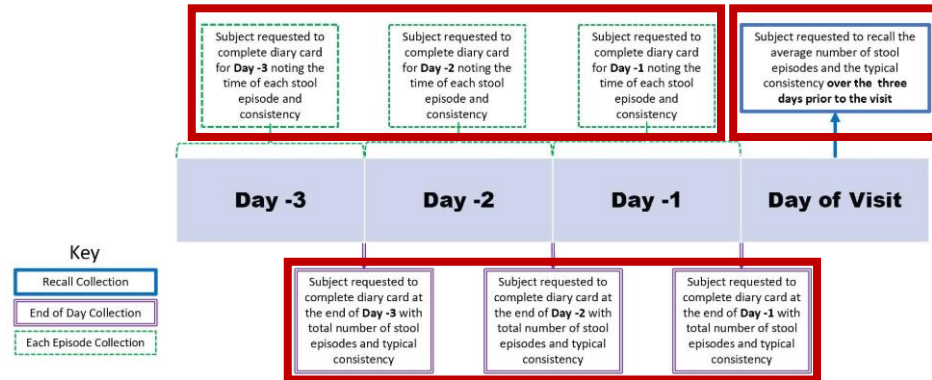 Subject requested to
complete diary card
for Day -3 noting the
time of each stool
episode and
consistency
Subject requested to
complete diary card
for Day -2 noting the
time of each stool
episode and
consistency
Subject requested to
complete diary card
for Day -1 noting the
time of each stool
episode and
consistency
Subject requested to recall the
average number of stool
episodes and the typical
consistency over the three
days prior to the visit
Day -3
Day -2
Day -1
Day of Visit
Key
Recall Collection
End of Day Collection
Each Episode Collection
Subject requested to
complete diary card at
the end of Day -3 with
total number of stool
episodes and typical
consistency
Subject requested to
complete diary card at
the end of Day -2 with
total number of stool
episodes and typical
consistency
Subject requested to
complete diary card at
the end of Day -1 with
total number of stool
episodes and typical
consistency